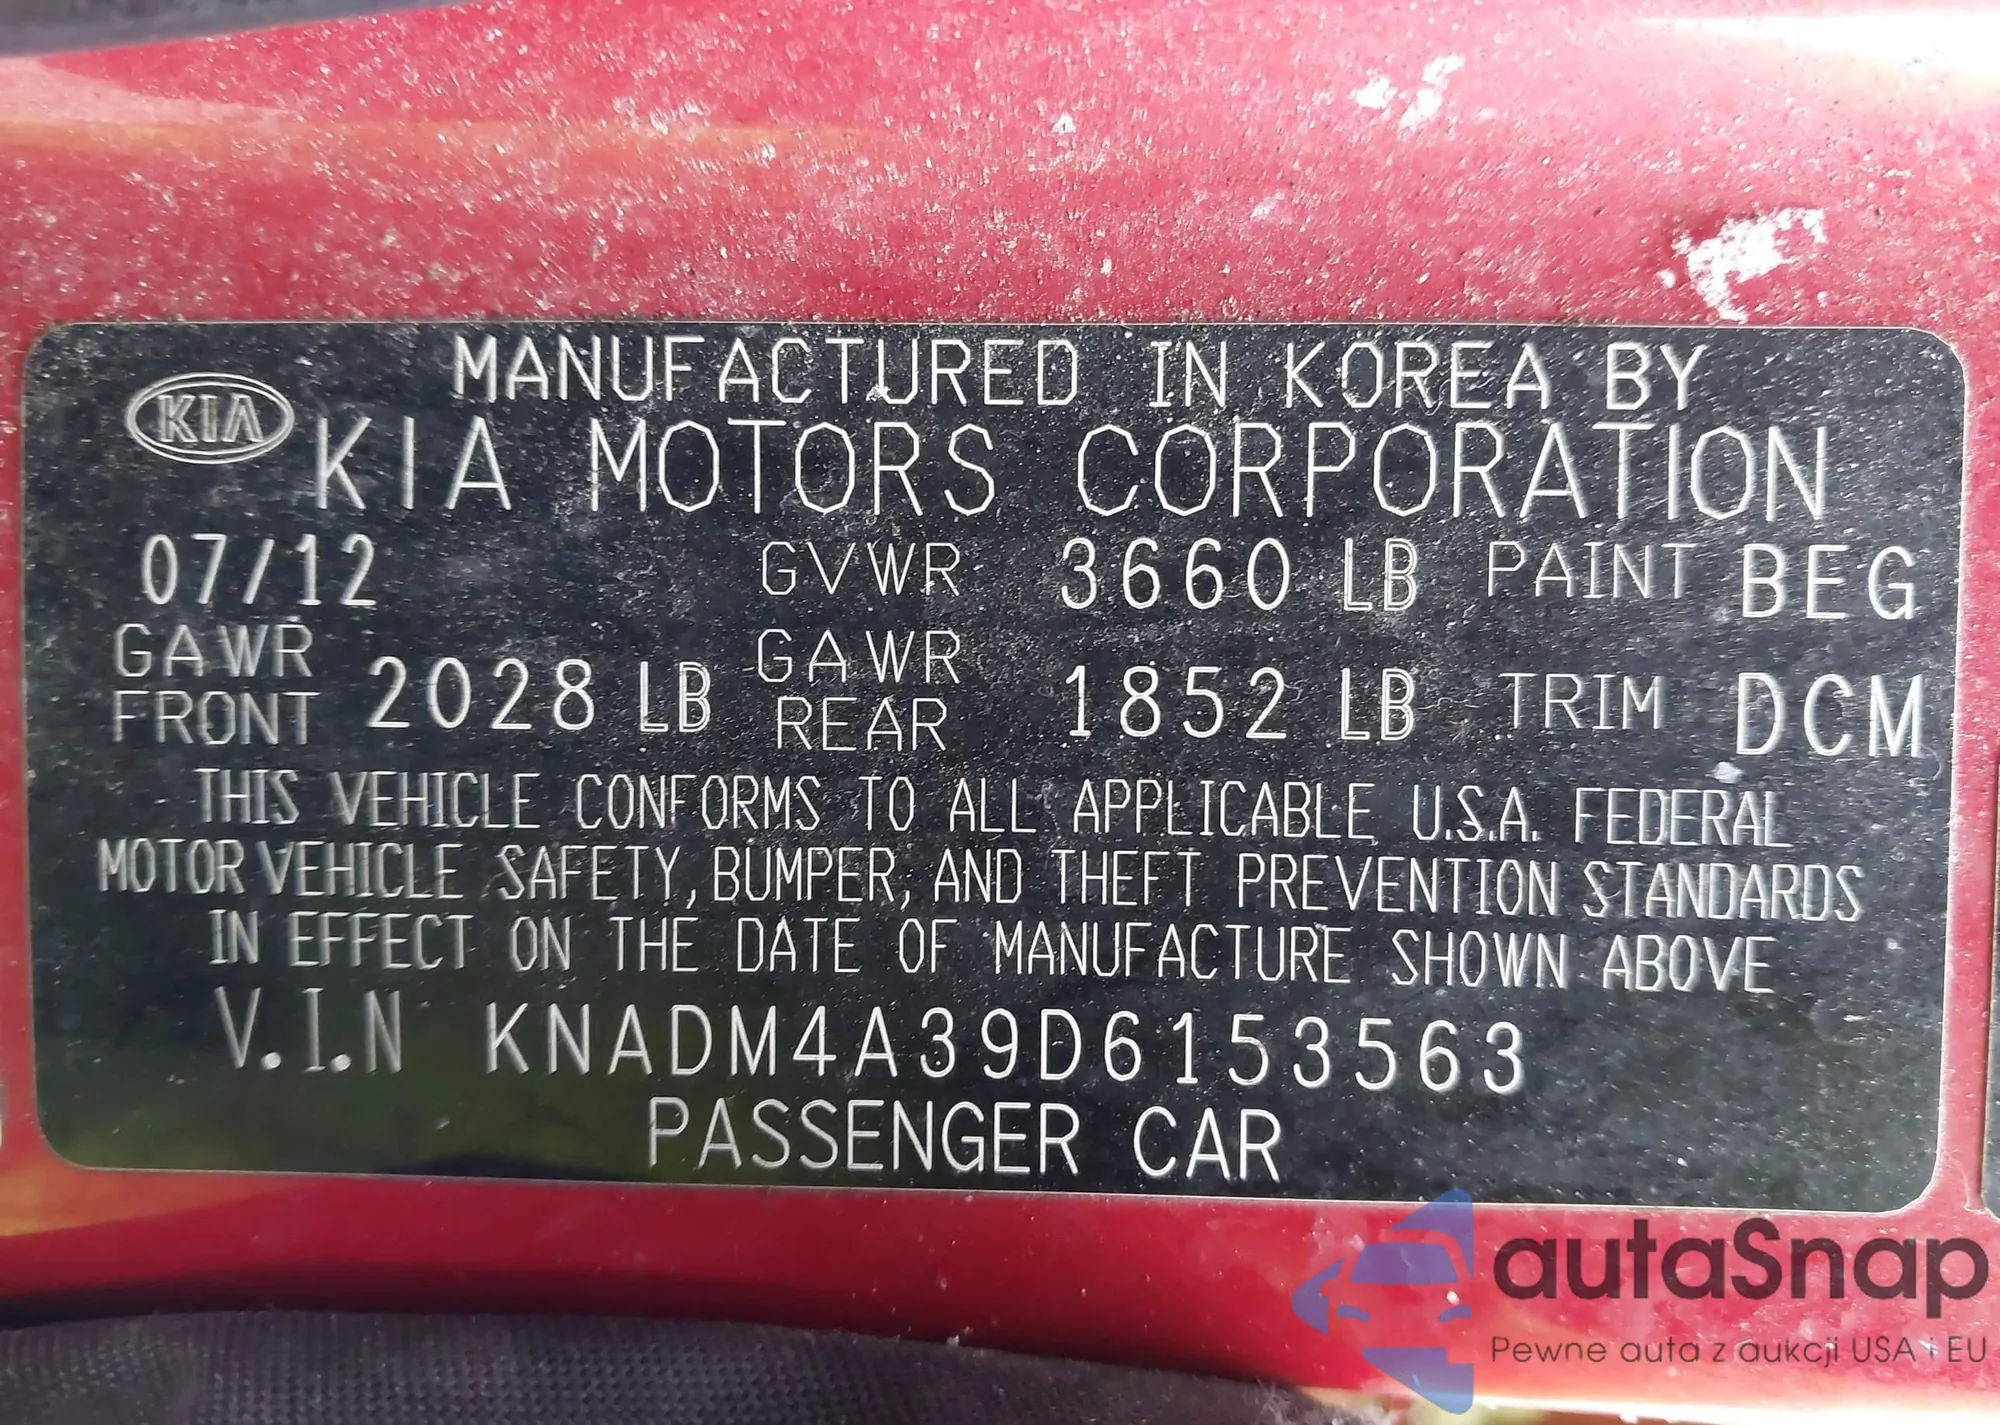 MANUFACTURED IN KOREA BY
KIA
KIA MOTORS CORPORATION
07/12 GVWR 3660 LB PAINT BEG
GAWR FRONT 2028 LB GAWR REAR 1852 LB TRIM DCM
THIS VEHICLE CONFORMS TO ALL APPLICABLE U.S.A. FEDERAL
MOTOR VEHICLE SAFETY, BUMPER, AND THEFT PREVENTION STANDARDS
IN EFFECT ON THE DATE OF MANUFACTURE SHOWN ABOVE
V.I.N KNADM4A39D6153563
PASSENGER CAR
autaSnap
Pewne auta z aukcji USA i EU